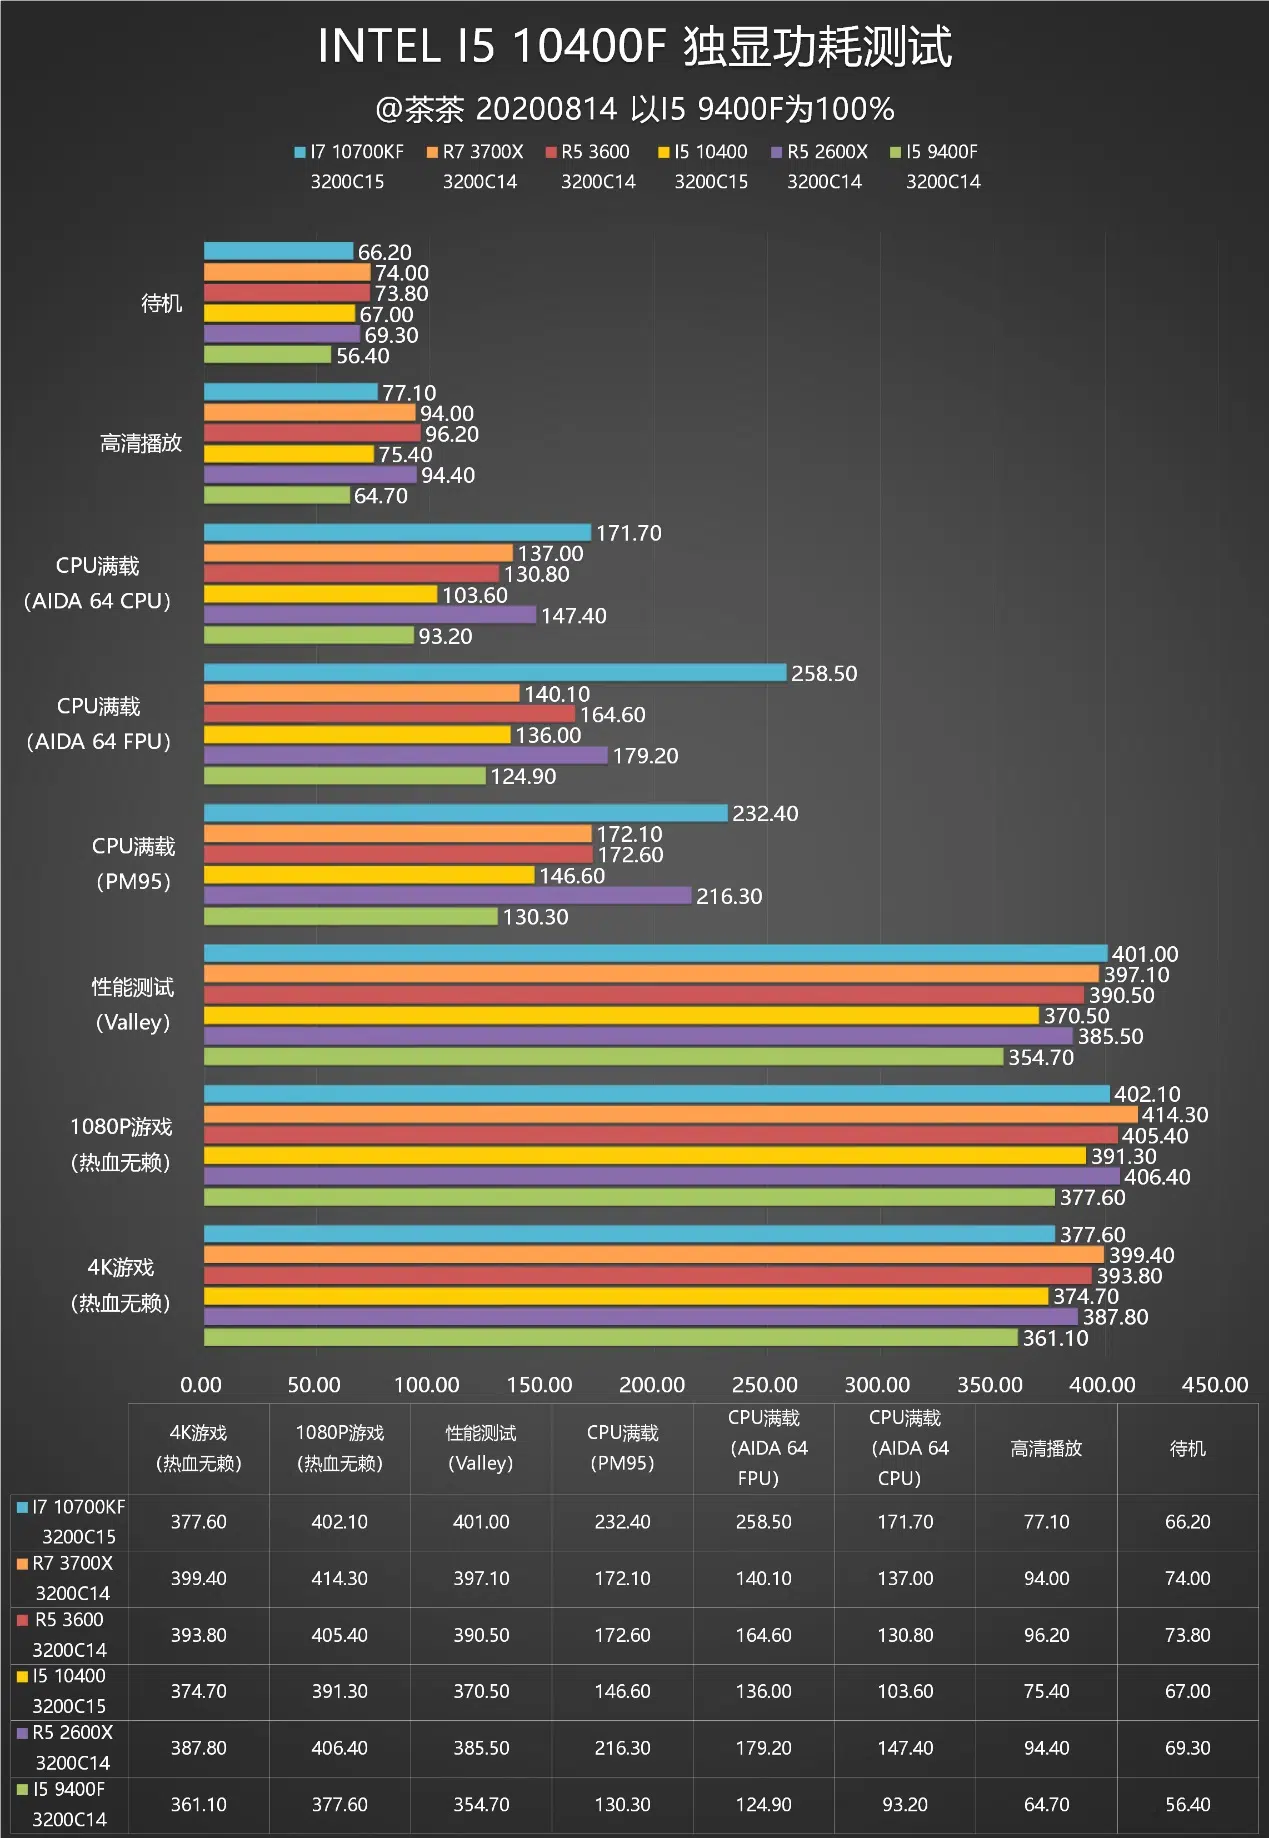 INTEL I5 10400F 独显功耗测试
@茶茶 20200814 以I5 9400F为100%
I7 10700KF R7 3700X R5 3600 I5 10400 R5 2600X I5 9400F
3200C15 3200C14 3200C14 3200C15 3200C14 3200C14
待机
66.20
74.00
73.80
67.00
69.30
56.40
高清播放
77.10
94.00
96.20
75.40
94.40
64.70
CPU满载
(AIDA 64 CPU)
171.70
137.00
130.80
103.60
147.40
93.20
CPU满载
(AIDA 64 FPU)
258.50
140.10
164.60
136.00
179.20
124.90
CPU满载
(PM95)
232.40
172.10
172.60
146.60
216.30
130.30
性能测试
(Valley)
401.00
397.10
390.50
370.50
385.50
354.70
1080P游戏
(热血无赖)
402.10
414.30
405.40
391.30
406.40
377.60
4K游戏
(热血无赖)
377.60
399.40
393.80
374.70
387.80
361.10
0.00 50.00 100.00 150.00 200.00 250.00 300.00 350.00 400.00 450.00
4K游戏
(热血无赖)
1080P游戏
(热血无赖)
性能测试
(Valley)
CPU满载
(PM95)
CPU满载
(AIDA 64
FPU)
CPU满载
(AIDA 64
CPU)
高清播放
待机
I7 10700KF
3200C15
377.60 402.10 401.00 232.40 258.50 171.70 77.10 66.20
R7 3700X
3200C14
399.40 414.30 397.10 172.10 140.10 137.00 94.00 74.00
R5 3600
3200C14
393.80 405.40 390.50 172.60 164.60 130.80 96.20 73.80
I5 10400
3200C15
374.70 391.30 370.50 146.60 136.00 103.60 75.40 67.00
R5 2600X
3200C14
387.80 406.40 385.50 216.30 179.20 147.40 94.40 69.30
I5 9400F
3200C14
361.10 377.60 354.70 130.30 124.90 93.20 64.70 56.40